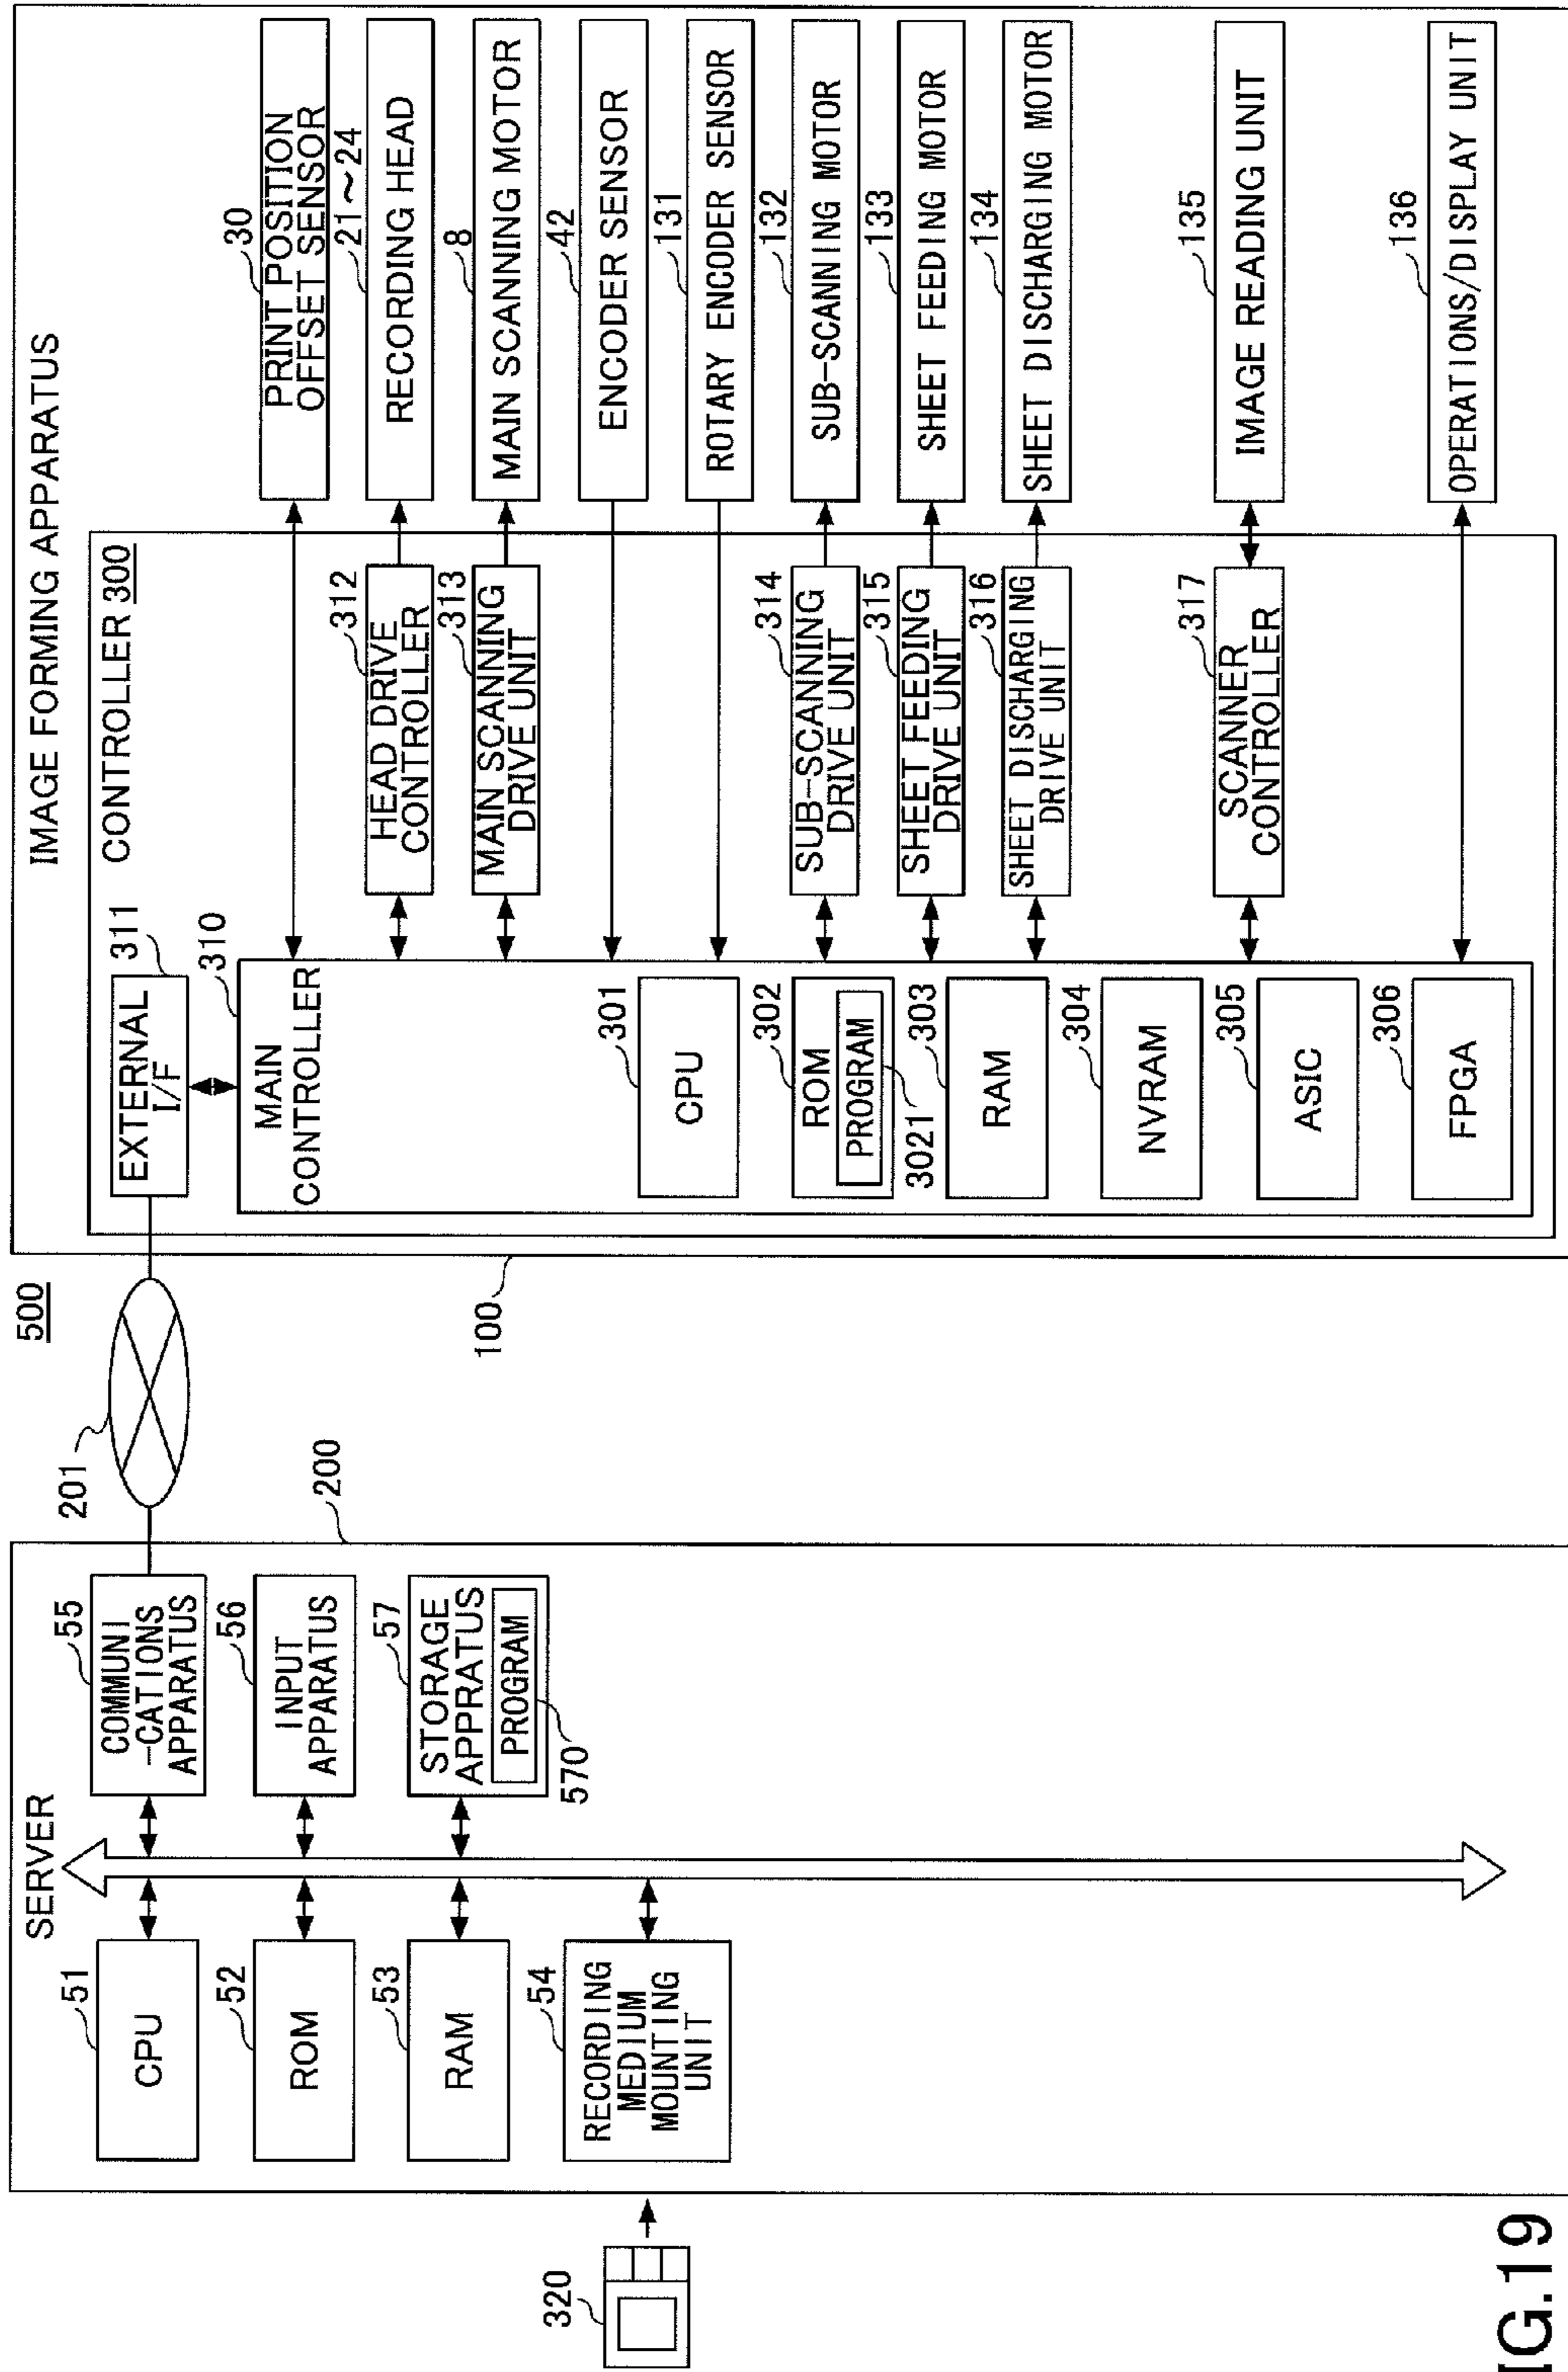 500
SERVER
51
CPU
52
ROM
53
RAM
54
RECORDING
MEDIUM
MOUNTING
UNIT
55
COMMUNI
-CATIONS
APPARATUS
56
INPUT
APPARATUS
57
STORAGE
APPRATUS
PROGRAM
570
200
320
201
100
IMAGE FORMING APPARATUS
CONTROLLER 300
EXTERNAL
I/F
311
310
MAIN
CONTROLLER
301
CPU
302
ROM
PROGRAM
3021
303
RAM
304
NVRAM
305
ASIC
306
FPGA
312
HEAD DRIVE
CONTROLLER
313
MAIN SCANNING
DRIVE UNIT
314
SUB-SCANNING
DRIVE UNIT
315
SHEET FEEDING
DRIVE UNIT
316
SHEET DISCHARGING
DRIVE UNIT
317
SCANNER
CONTROLLER
30
PRINT POSITION
OFFSET SENSOR
21~24
RECORDING HEAD
8
MAIN SCANNING MOTOR
42
ENCODER SENSOR
131
ROTARY ENCODER SENSOR
132
SUB-SCANNING MOTOR
133
SHEET FEEDING MOTOR
134
SHEET DISCHARGING MOTOR
135
IMAGE READING UNIT
136
OPERATIONS/DISPLAY UNIT
IG.19